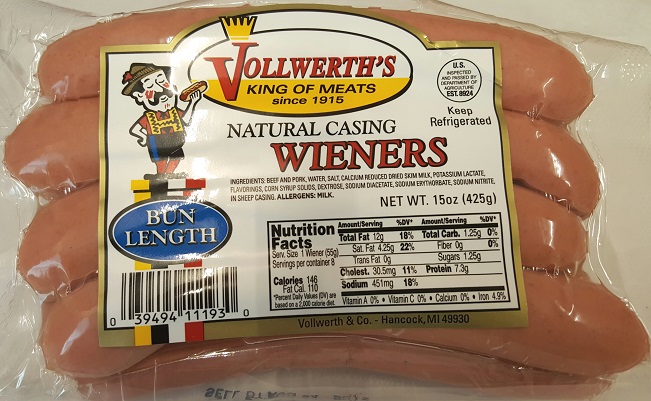 VOLLWERTH'S
KING OF MEATS
since 1915
U.S.
INSPECTED
AND PASSED BY
DEPARTMENT OF
AGRICULTURE
EST. 8924
Keep
Refrigerated
NATURAL CASING
WIENERS
INGREDIENTS: BEEF AND PORK, WATER, SALT, CALCIUM REDUCED DRIED SKIM MILK, POTASSIUM LACTATE,
FLAVORINGS, CORN SYRUP SOLIDS, DEXTROSE, SODIUM DIACETATE, SODIUM ERYTHORBATE, SODIUM NITRITE,
IN SHEEP CASING. ALLERGENS: MILK.
NET WT. 15oz (425g)
BUN
LENGTH
Nutrition
Facts
Serv. Size 1 Wiener (55g)
Servings per container 8
Calories 146
Fat Cal. 110
*Percent Daily Values (DV) are
based on a 2,000 calorie diet.
Amount/Serving %DV* Amount/Serving %DV*
Total Fat 12g 18% Total Carb. 1.25g 0%
Sat. Fat 4.25g 22% Fiber 0g 0%
Trans Fat 0g Sugars 1.25g
Cholest. 30.5mg 11% Protein 7.3g
Sodium 451mg 18%
Vitamin A 0% • Vitamin C 0% • Calcium 0% • Iron 4.9%
0 39494 11193 0
Vollwerth & Co. - Hancock, MI 49930